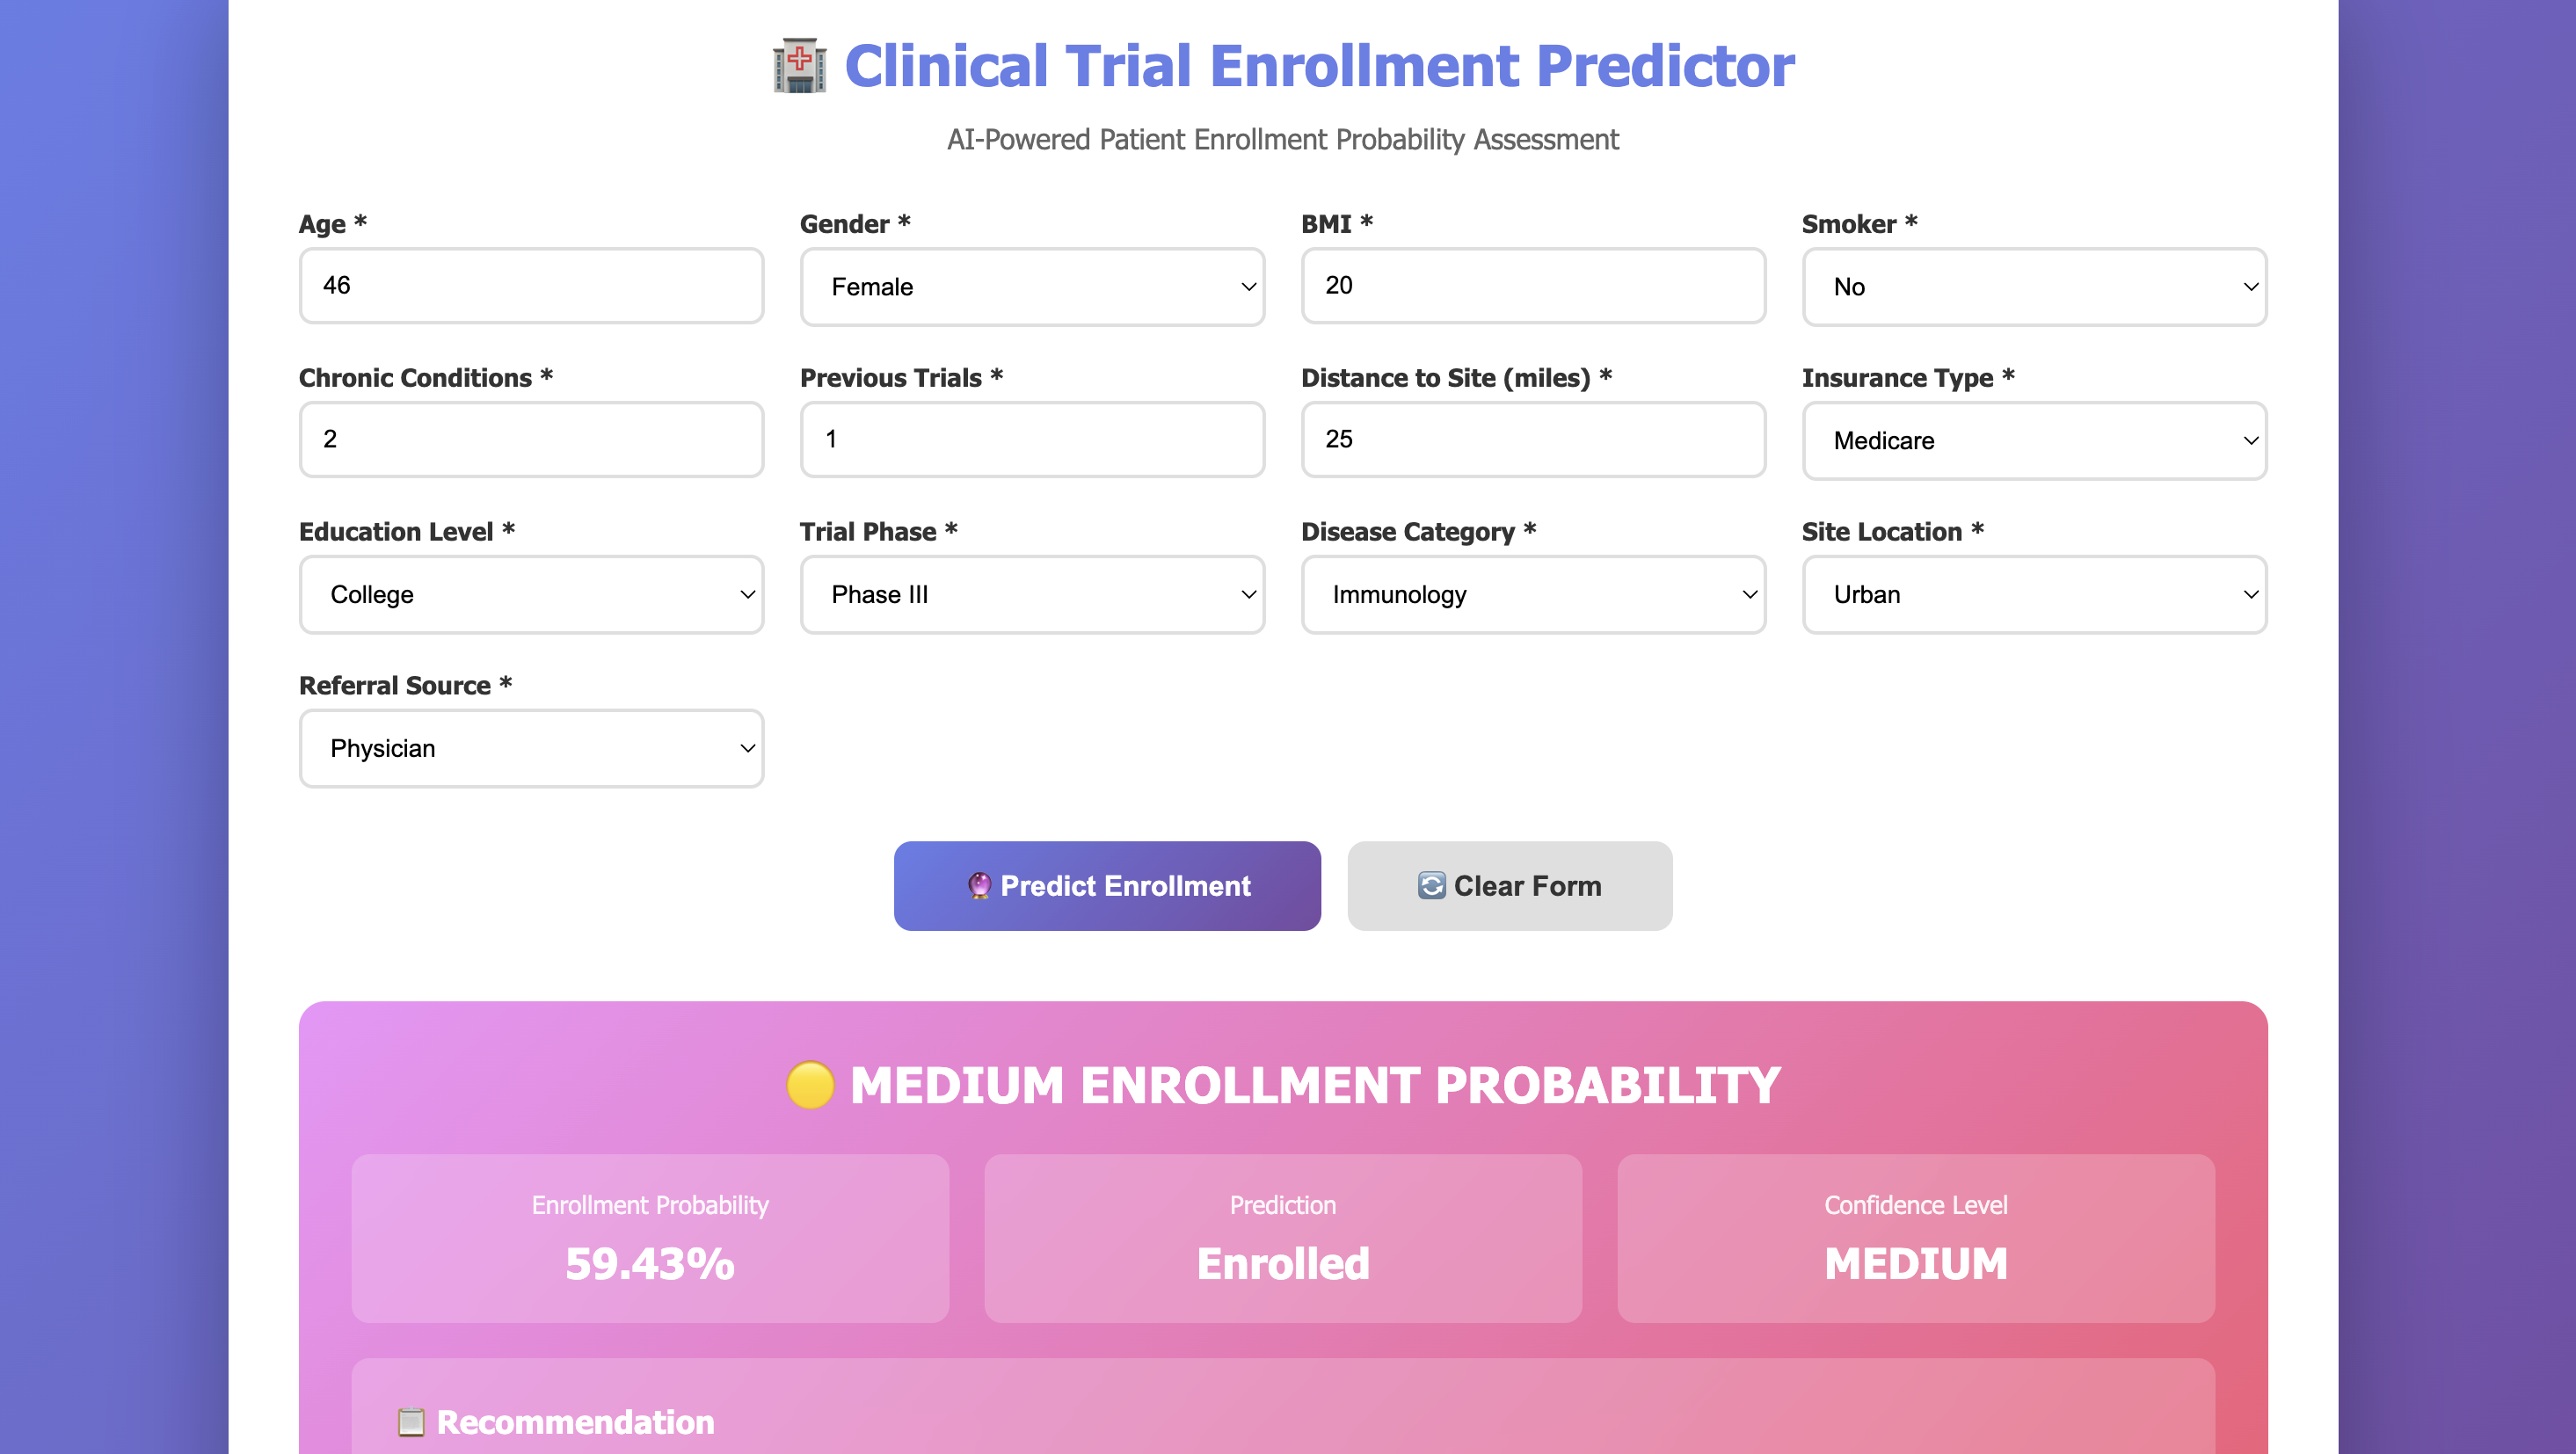 Clinical Trial Enrollment Predictor
AI-Powered Patient Enrollment Probability Assessment
Age * Gender * BMI * Smoker *
46 Female 20 No
Chronic Conditions * Previous Trials * Distance to Site (miles) * Insurance Type *
2 1 25 Medicare
Education Level * Trial Phase * Disease Category * Site Location *
College Phase III Immunology Urban
Referral Source *
Physician
Predict Enrollment Clear Form
MEDIUM ENROLLMENT PROBABILITY
Enrollment Probability Prediction Confidence Level
59.43% Enrolled MEDIUM
Recommendation